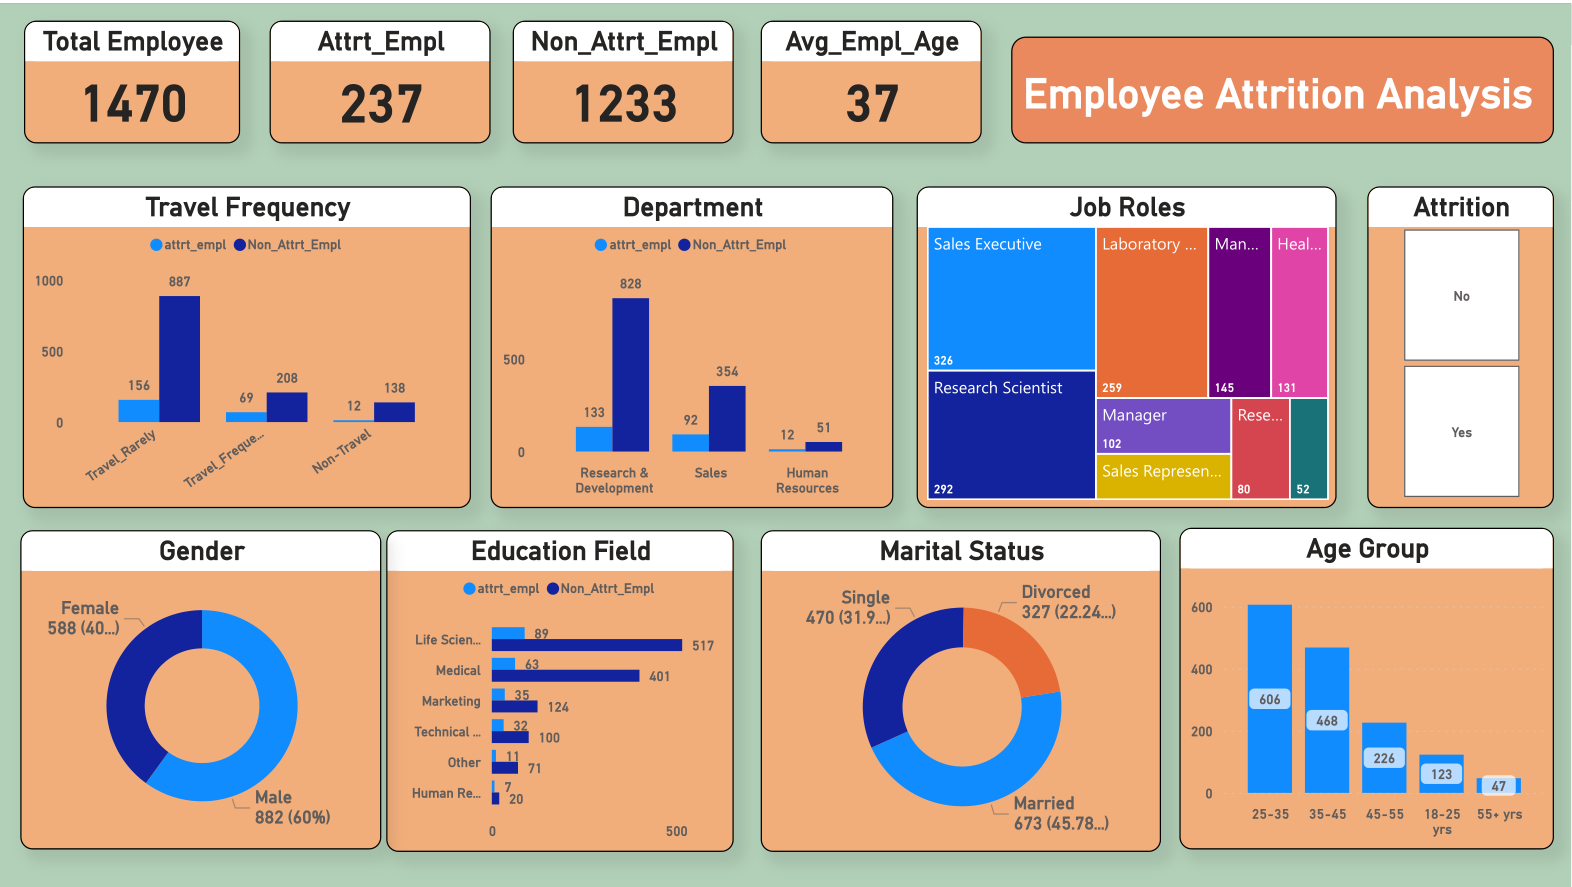 Total Employee
1470
Attrt_Empl
237
Non_Attrt_Empl
1233
Avg_Empl_Age
37
Employee Attrition Analysis
Travel Frequency
attrt_empl Non_Attrt_Empl
1000
500
0
156
887
69
208
12
138
Travel_Rarely
Travel_Freque...
Non-Travel
Department
attrt_empl Non_Attrt_Empl
500
0
133
828
92
354
12
51
Research &
Development
Sales
Human
Resources
Job Roles
Sales Executive
326
Research Scientist
292
Laboratory ...
259
Man...
145
Heal...
131
Manager
102
Sales Represen...
Rese...
80
52
Attrition
No
Yes
Gender
Female
588 (40...)
Male
882 (60%)
Education Field
attrt_empl Non_Attrt_Empl
Life Scien...
89
517
Medical
63
401
Marketing
35
124
Technical ...
32
100
Other
11
71
Human Re...
7
20
0
500
Marital Status
Single
470 (31.9...)
Divorced
327 (22.24...)
Married
673 (45.78...)
Age Group
600
400
200
0
606
468
226
123
47
25-35
35-45
45-55
18-25
yrs
55+ yrs